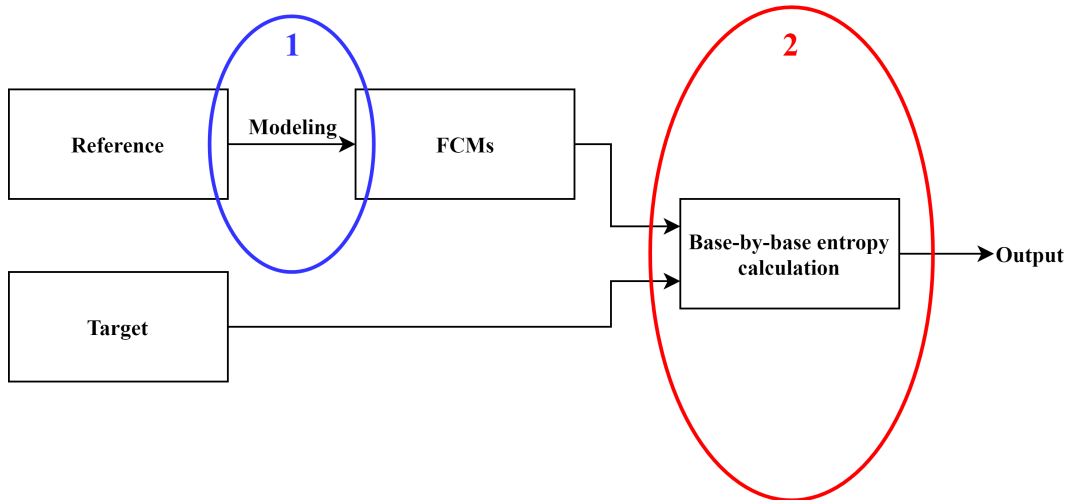 1
2
Reference
Modeling
FCMs
Base-by-base entropy
calculation
Output
Target